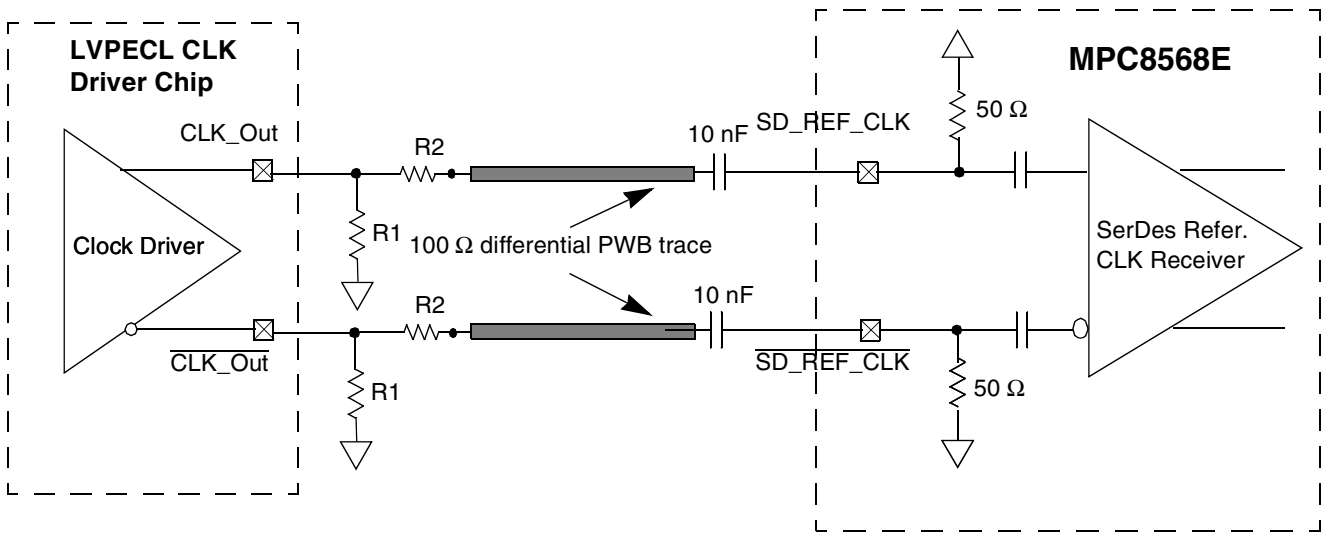 LVPECL CLK
Driver Chip
MPC8568E
CLK_Out
R2
10 nF
SD_REF_CLK
50 Ω
Clock Driver
R1
100 Ω differential PWB trace
SerDes Refer.
CLK Receiver
R2
10 nF
CLK_Out
R1
SD_REF_CLK
50 Ω